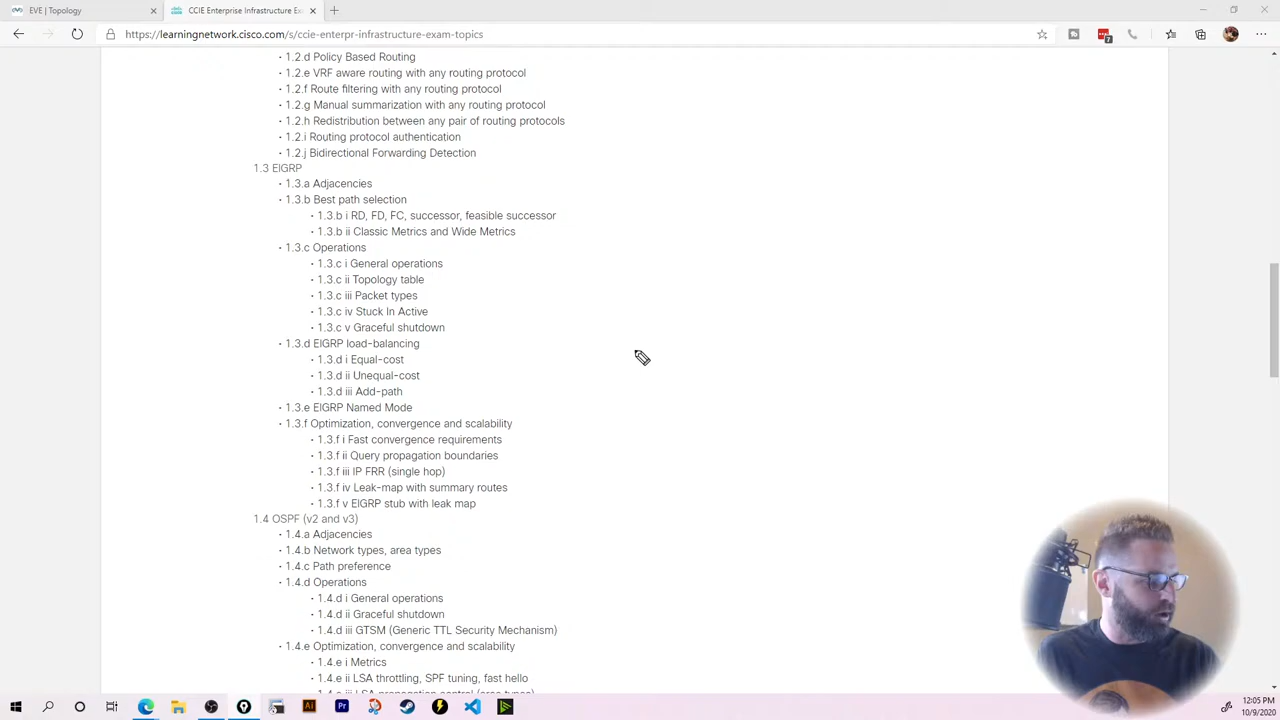 EVE | Topology
CCIE Enterprise Infrastructure Ex
https://learningnetwork.cisco.com/s/ccie-enterpr-infrastructure-exam-topics
7
1.2.d Policy Based Routing
1.2.e VRF aware routing with any routing protocol
1.2.f Route filtering with any routing protocol
1.2.g Manual summarization with any routing protocol
1.2.h Redistribution between any pair of routing protocols
1.2.i Routing protocol authentication
1.2.j Bidirectional Forwarding Detection
1.3 EIGRP
1.3.a Adjacencies
1.3.b Best path selection
1.3.b i RD, FD, FC, successor, feasible successor
1.3.b ii Classic Metrics and Wide Metrics
1.3.c Operations
1.3.c i General operations
1.3.c ii Topology table
1.3.c iii Packet types
1.3.c iv Stuck In Active
1.3.c v Graceful shutdown
1.3.d EIGRP load-balancing
1.3.d i Equal-cost
1.3.d ii Unequal-cost
1.3.d iii Add-path
1.3.e EIGRP Named Mode
1.3.f Optimization, convergence and scalability
1.3.f i Fast convergence requirements
1.3.f ii Query propagation boundaries
1.3.f iii IP FRR (single hop)
1.3.f iv Leak-map with summary routes
1.3.f v EIGRP stub with leak map
1.4 OSPF (v2 and v3)
1.4.a Adjacencies
1.4.b Network types, area types
1.4.c Path preference
1.4.d Operations
1.4.d i General operations
1.4.d ii Graceful shutdown
1.4.d iii GTSM (Generic TTL Security Mechanism)
1.4.e Optimization, convergence and scalability
1.4.e i Metrics
1.4.e ii LSA throttling, SPF tuning, fast hello
1.4.e iii LSA propagation control (area types)
Ai
Pr
12:05 PM
10/9/2020